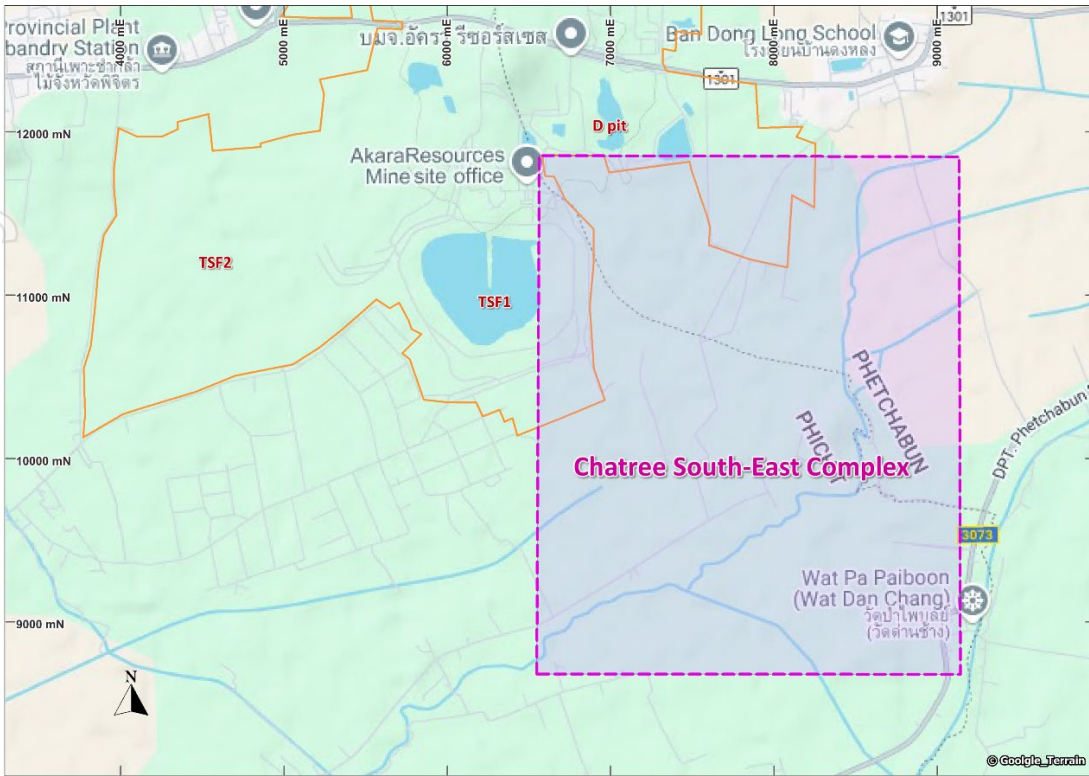 Provincial Plant
bandry Station
สถานีเพาะชำกล้า
ไม้จังหวัดพิจิตร
4000 mE
5000 mE
6000 mE
7000 mE
8000 mE
9000 mE
บมจ.อัครา รีซอร์สเซส
Ban Dong Long School
โรงเรียนบ้านดงหลง
1301
1301
12000 mN
D pit
AkaraResources
Mine site office
TSF2
11000 mN
TSF1
PHETCHABUN
PHICHIT
DPT. Phetchabun
10000 mN
Chatree South-East Complex
3073
Wat Pa Paiboon
(Wat Dan Chang)
วัดป่าไพบูลย์
(วัดด่านช้าง)
9000 mN
N
© Goolgle_Terrain